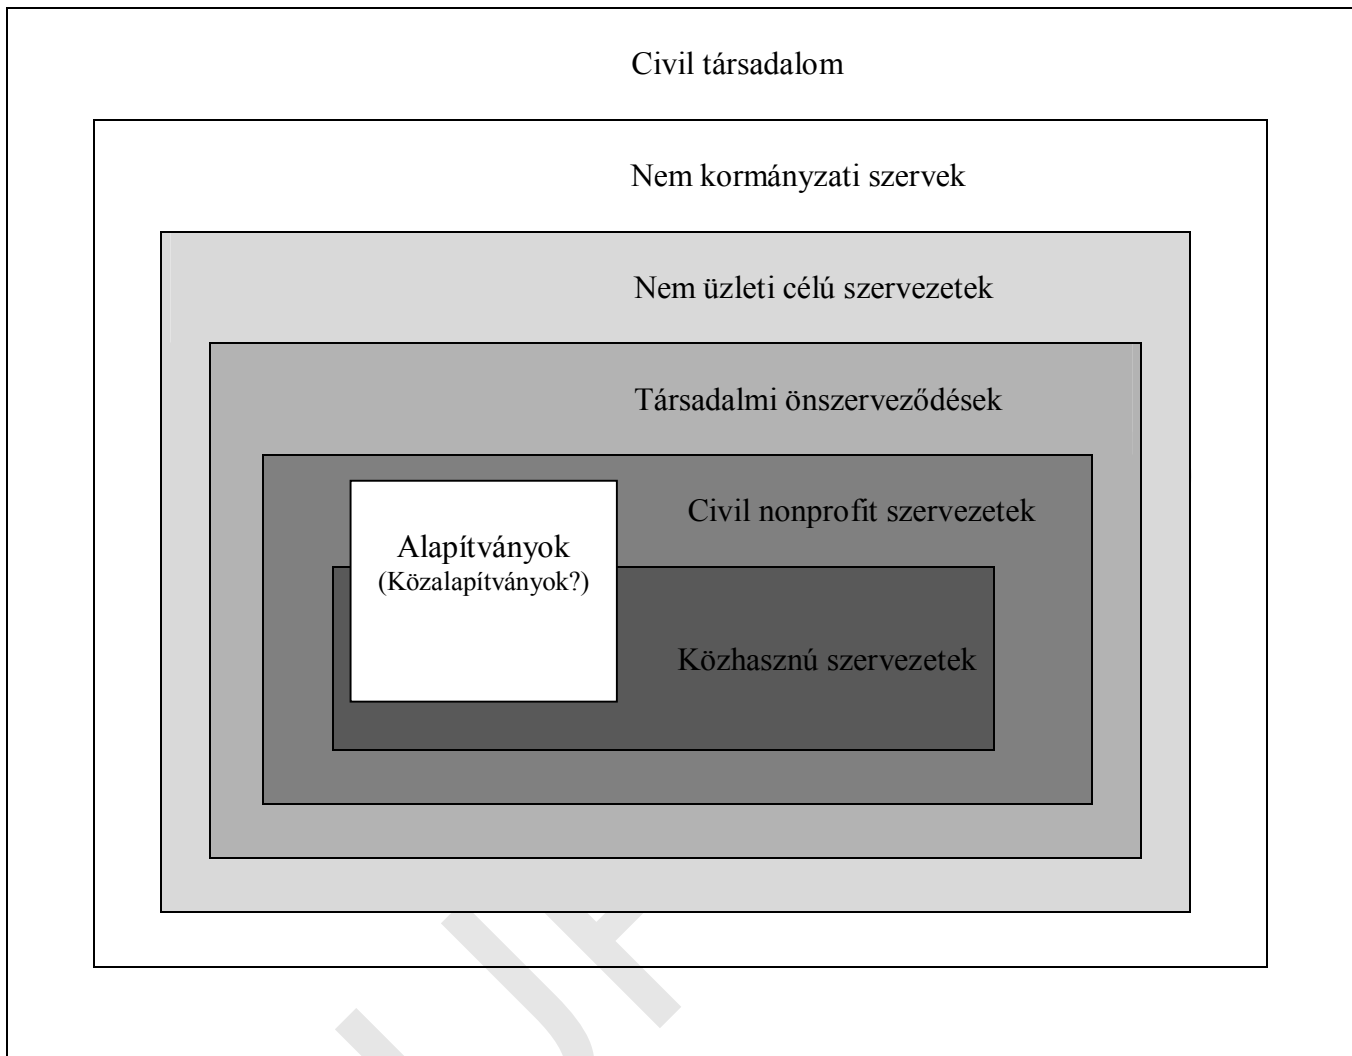 Civil társadalom
Nem kormányzati szervek
Nem üzleti célú szervezetek
Társadalmi önszerveződések
Civil nonprofit szervezetek
Alapítványok
(Közalapítványok?)
Közhasznú szervezetek